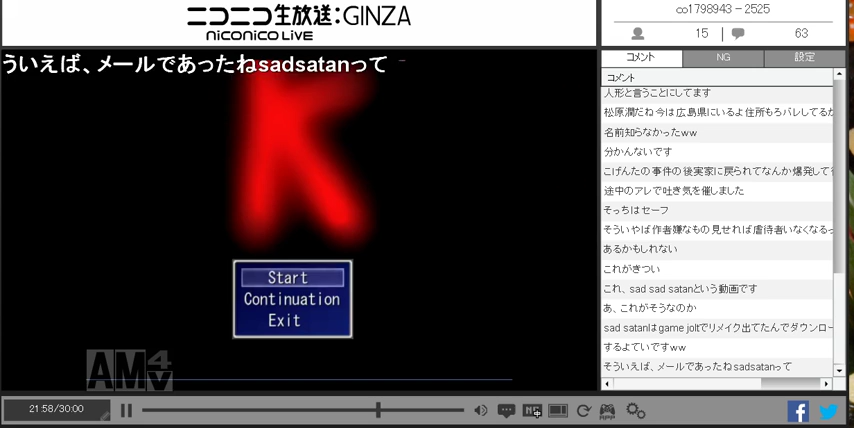 ニコニコ生放送:GINZA
niconico LIVE
co1798943-2525
15 | 63
ういえば、メールであったねsadsatanって
K
Start
Continuation
Exit
AM4v
21:58/30:00
コメント
NG
設定
コメント
人形と言うことにしてます
松原潤だね今は広島県にいるよ住所もろバレしてるか
名前知らなかったww
分かんないです
こげんたの事件の後実家に戻られてなんか爆発して
途中のアレで吐き気を催しました
そっちはセーフ
そういやば作者嫌なもの見せれば虐待者いなくなるっ
あるかもしれない
これがきつい
これ、sad sad satanという動画です
あ、これがそうなのか
sad satanはgame joltでリメイク出てたんでダウンロー
するよていですww
そういえば、メールであったねsadsatanって